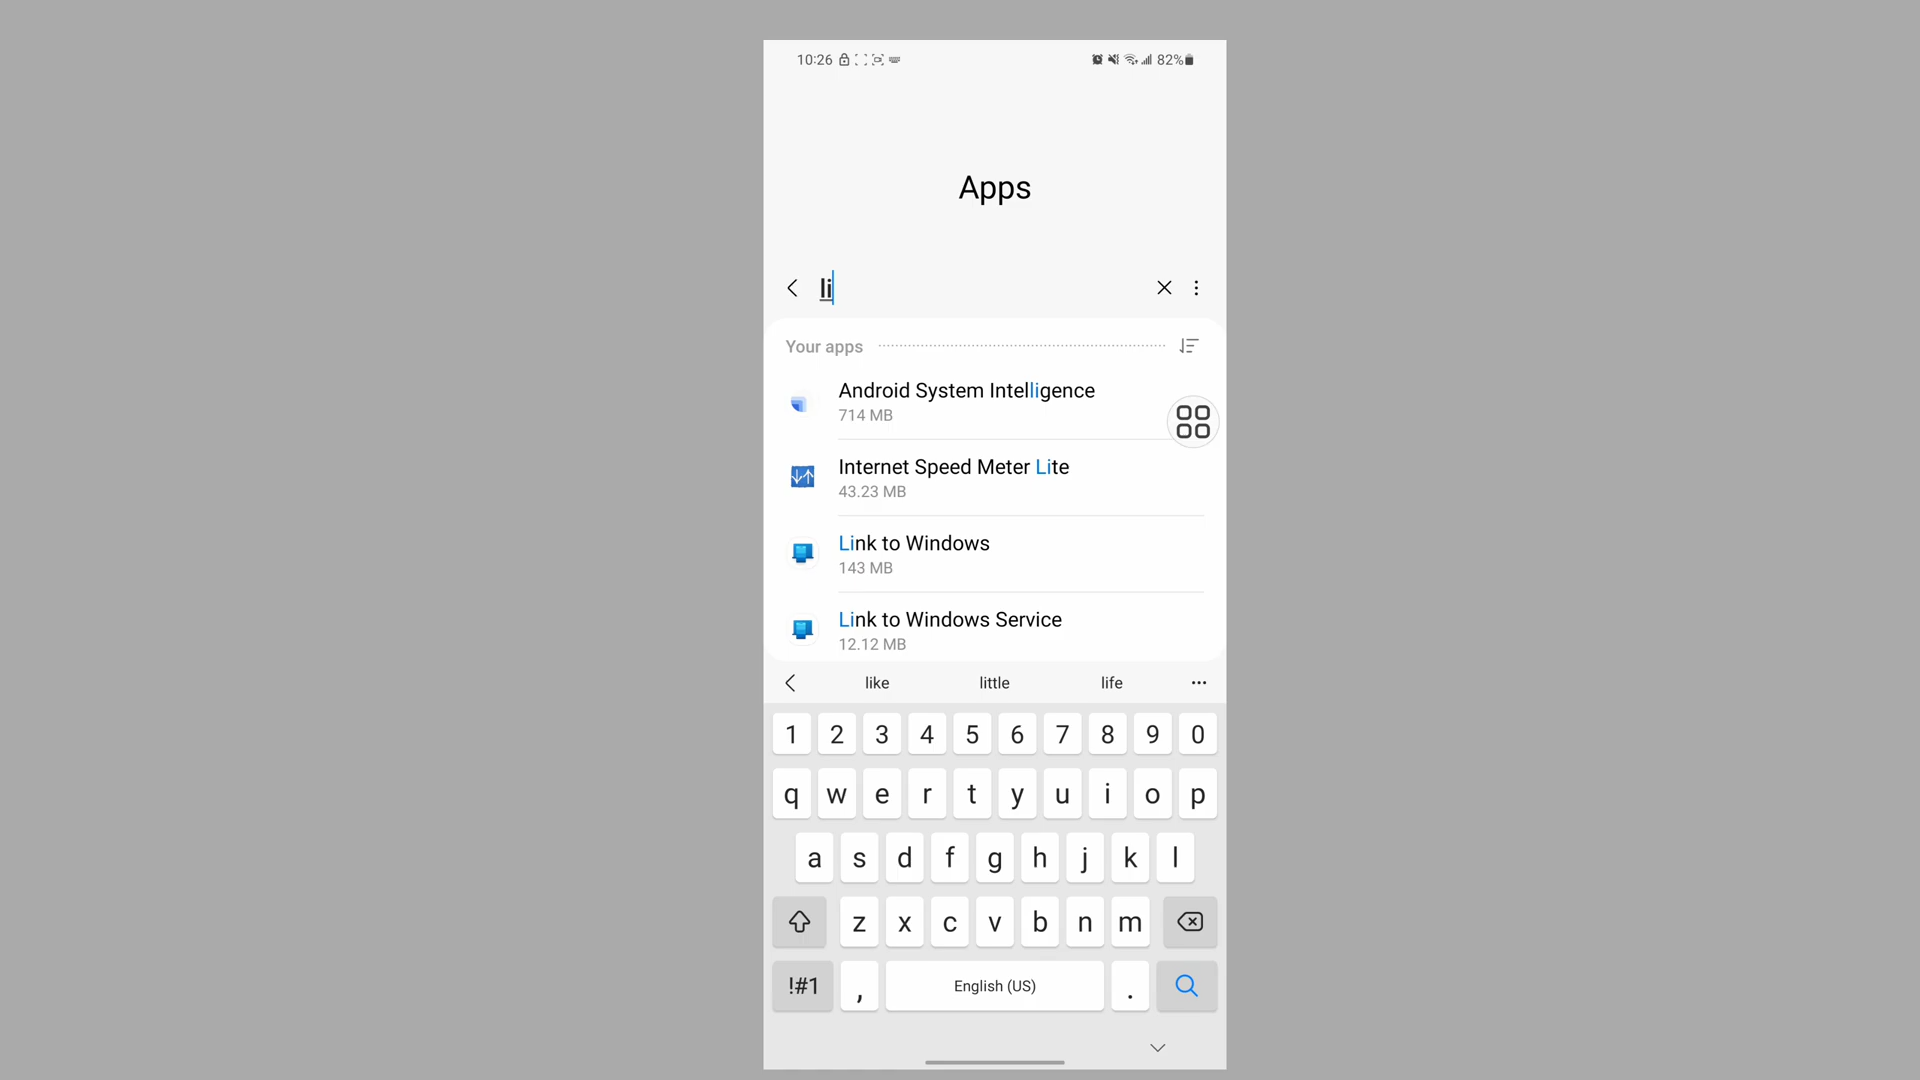 10:26 82%
Apps
li
Your apps
Android System Intelligence
714 MB
Internet Speed Meter Lite
43.23 MB
Link to Windows
143 MB
Link to Windows Service
12.12 MB
like little life
1 2 3 4 5 6 7 8 9 0
q w e r t y u i o p
a s d f g h j k l
z x c v b n m
!#1 , English (US) .